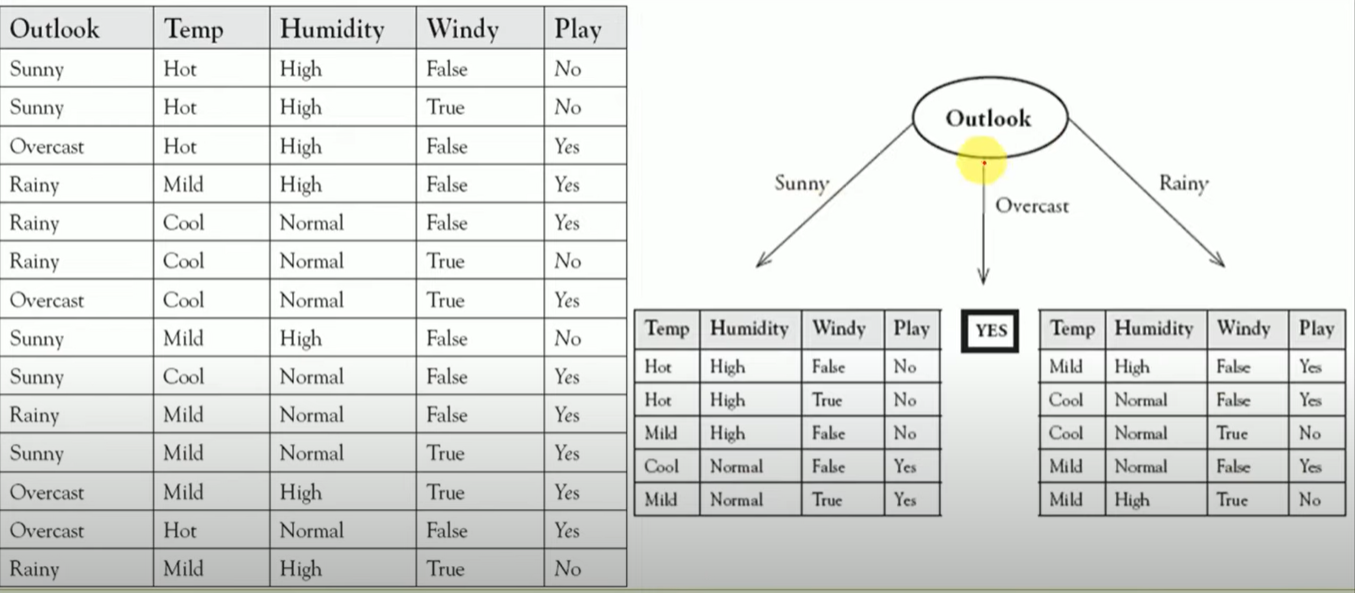 Outlook Temp Humidity Windy Play
Sunny Hot High False No
Sunny Hot High True No
Overcast Hot High False Yes
Rainy Mild High False Yes
Rainy Cool Normal False Yes
Rainy Cool Normal True No
Overcast Cool Normal True Yes
Sunny Mild High False No
Sunny Cool Normal False Yes
Rainy Mild Normal False Yes
Sunny Mild Normal True Yes
Overcast Mild High True Yes
Overcast Hot Normal False Yes
Rainy Mild High True No
Outlook
Sunny
Overcast
Rainy
Temp Humidity Windy Play
Hot High False No
Hot High True No
Mild High False No
Cool Normal False Yes
Mild Normal True Yes
YES
Temp Humidity Windy Play
Mild High False Yes
Cool Normal False Yes
Cool Normal True No
Mild Normal False Yes
Mild High True No